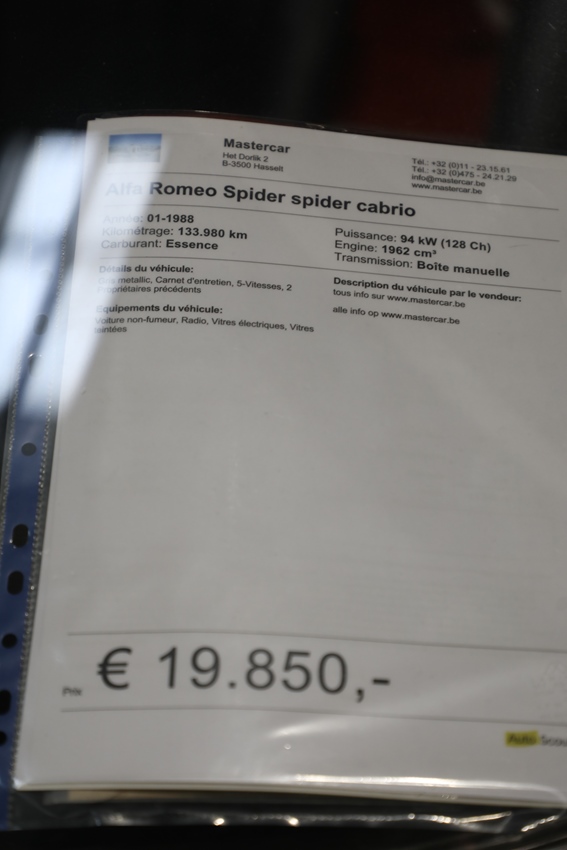 Mastercar
Het Dorlik 2
B-3500 Hasselt
Tél.: +32 (0)11 - 23.15.61
Tél.: +32 (0)475 - 24.21.29
info@mastercar.be
www.mastercar.be
Alfa Romeo Spider spider cabrio
Année: 01-1988
Kilométrage: 133.980 km
Carburant: Essence
Puissance: 94 kW (128 Ch)
Engine: 1962 cm³
Transmission: Boîte manuelle
Détails du véhicule:
metallic, Carnet d'entretien, 5-Vitesses, 2
Propriétaires précédents
Equipements du véhicule:
Voiture non-fumeur, Radio, Vitres électriques, Vitres
teintées
Description du véhicule par le vendeur:
tous info sur www.mastercar.be
alle info op www.mastercar.be
Prix
€ 19.850,-
Auto-Scou